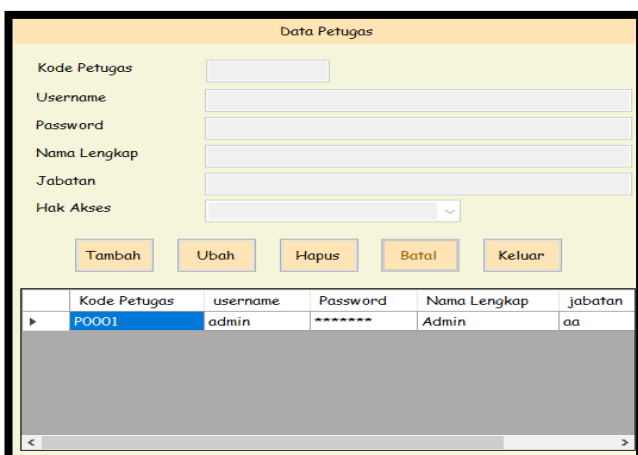 Data Petugas
Kode Petugas
Username
Password
Nama Lengkap
Jabatan
Hak Akses
Tambah Ubah Hapus Batal Keluar
Kode Petugas username Password Nama Lengkap jabatan
P0001 admin ******* Admin aa